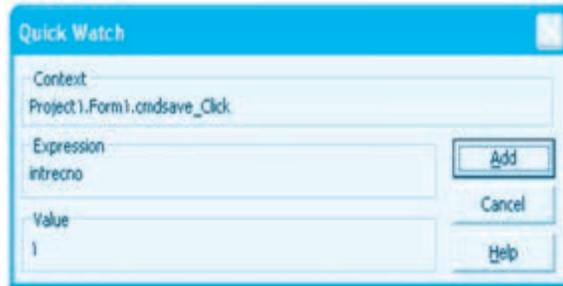 Quick Watch
Context
Project1.Form1.cmdsave_Click
Expression
intrecno
Value
1
Add
Cancel
Help